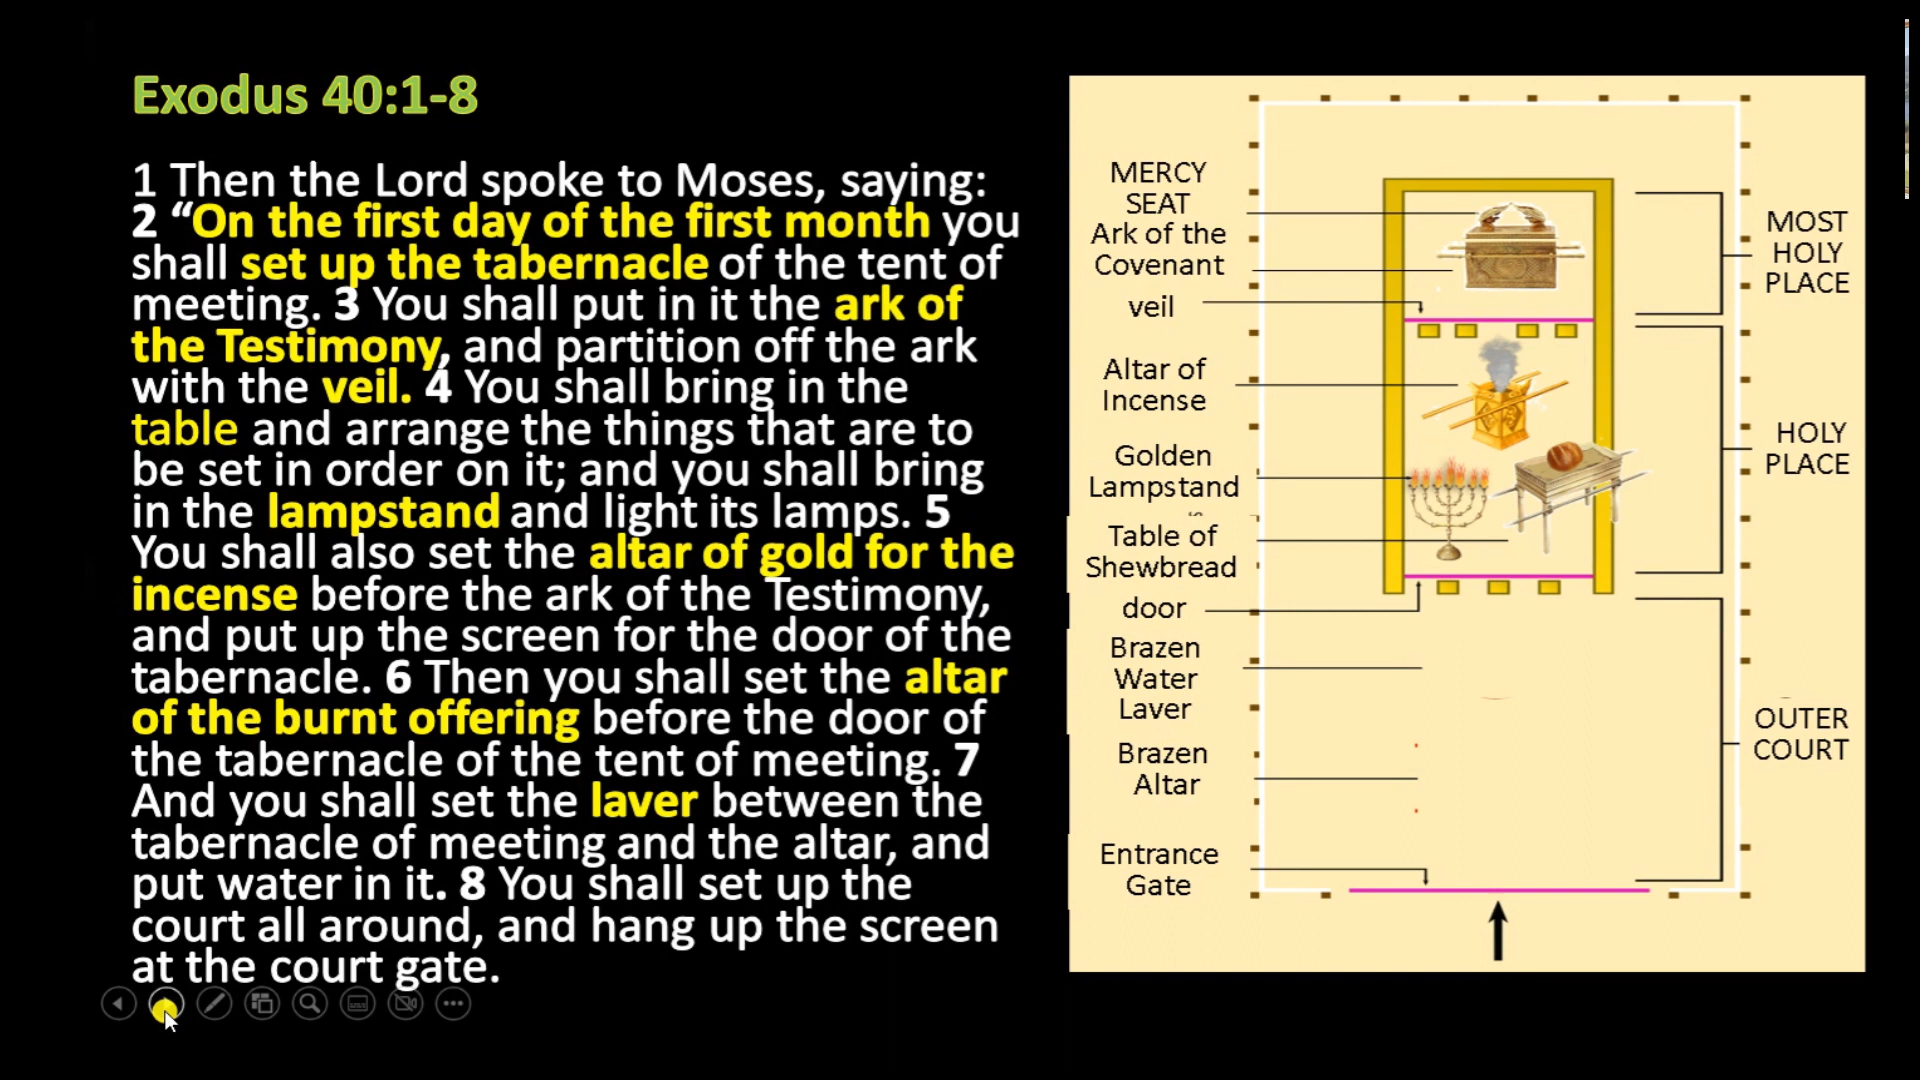 Exodus 40:1-8
1 Then the Lord spoke to Moses, saying:
2 “On the first day of the first month you
shall set up the tabernacle of the tent of
meeting. 3 You shall put in it the ark of
the Testimony, and partition off the ark
with the veil. 4 You shall bring in the
table and arrange the things that are to
be set in order on it; and you shall bring
in the lampstand and light its lamps. 5
You shall also set the altar of gold for the
incense before the ark of the Testimony,
and put up the screen for the door of the
tabernacle. 6 Then you shall set the altar
of the burnt offering before the door of
the tabernacle of the tent of meeting. 7
And you shall set the laver between the
tabernacle of meeting and the altar, and
put water in it. 8 You shall set up the
court all around, and hang up the screen
at the court gate.
MERCY
SEAT
Ark of the
Covenant
veil
Altar of
Incense
Golden
Lampstand
Table of
Shewbread
door
Brazen
Water
Laver
Brazen
Altar
Entrance
Gate
MOST
HOLY
PLACE
HOLY
PLACE
OUTER
COURT